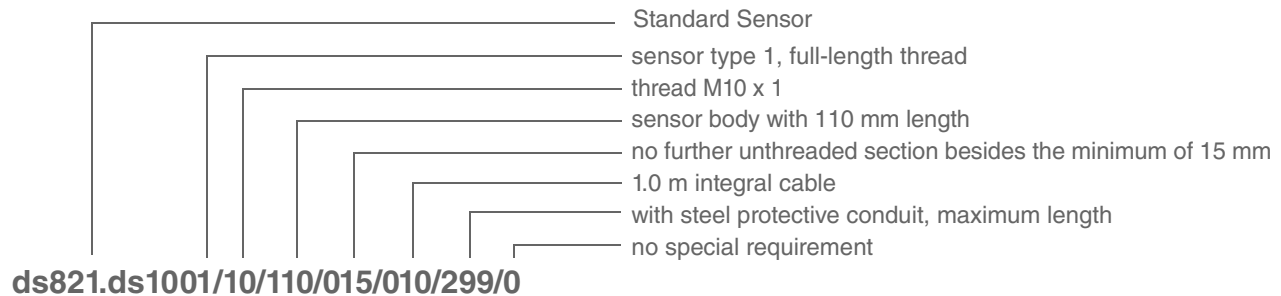 Standard Sensor
sensor type 1, full-length thread
thread M10 x 1
sensor body with 110 mm length
no further unthreaded section besides the minimum of 15 mm
1.0 m integral cable
with steel protective conduit, maximum length
no special requirement
ds821.ds1001/10/110/015/010/299/0